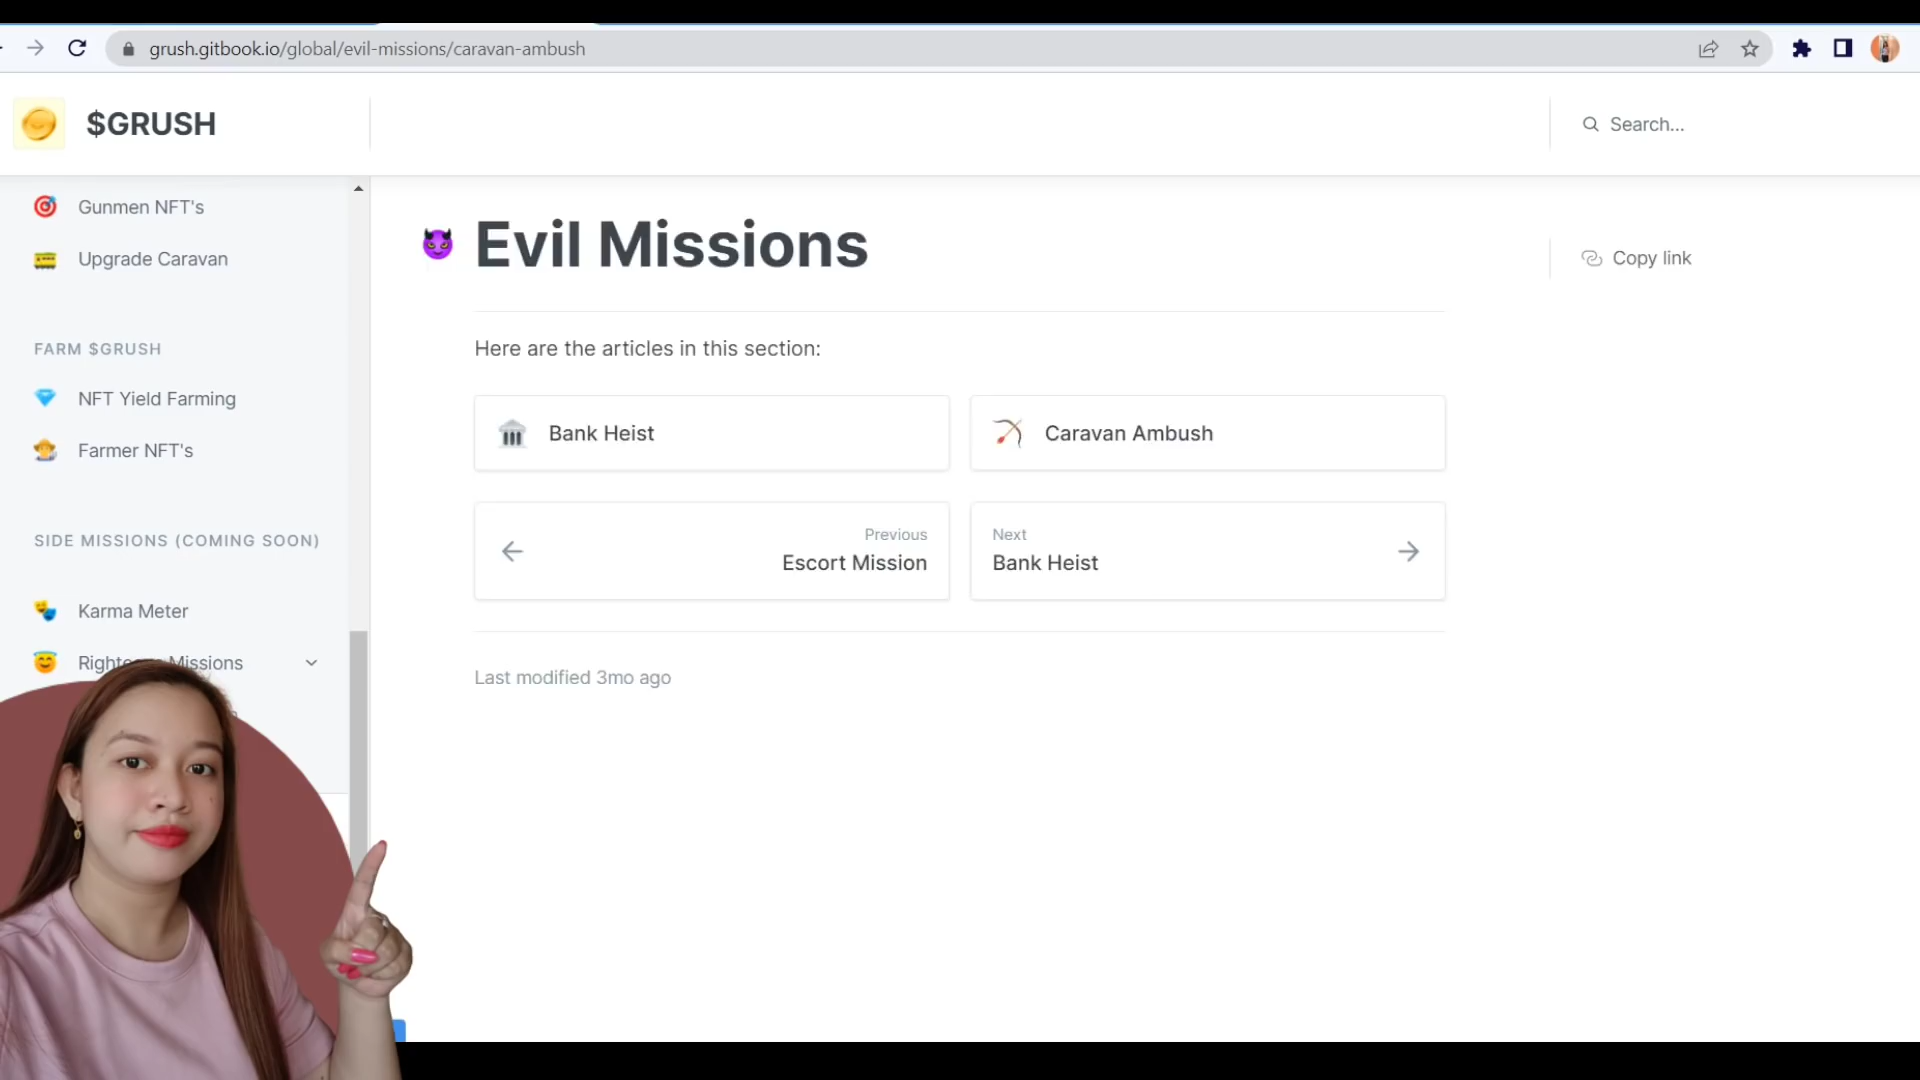 grush.gitbook.io/global/evil-missions/caravan-ambush
$GRUSH
Search...
Gunmen NFT's
Upgrade Caravan
FARM $GRUSH
NFT Yield Farming
Farmer NFT's
SIDE MISSIONS (COMING SOON)
Karma Meter
Missions
Evil Missions
Copy link
Here are the articles in this section:
Bank Heist
Caravan Ambush
Previous
Escort Mission
Next
Bank Heist
Last modified 3mo ago